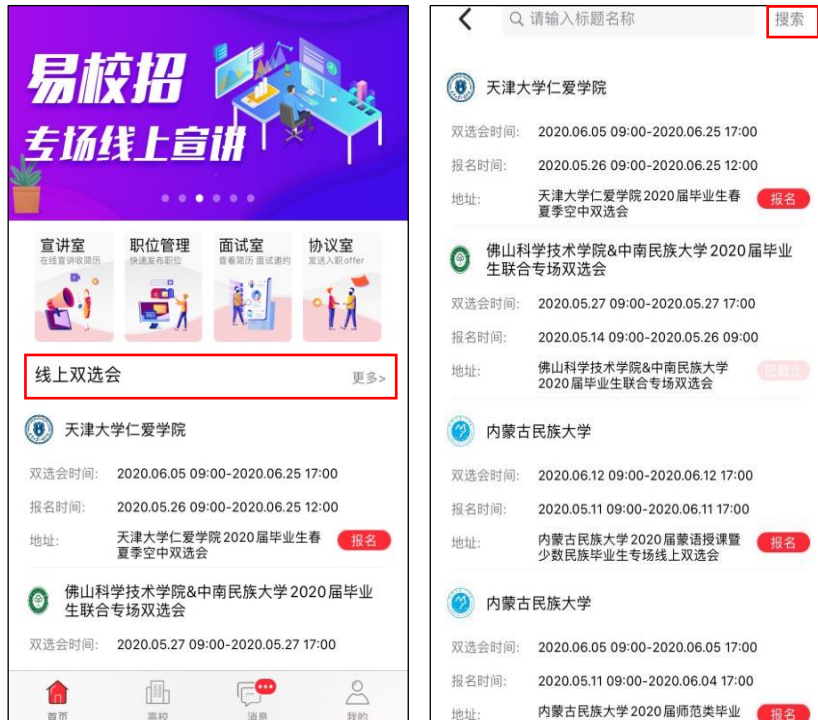 易校招
专场线上宣讲
宣讲室
在线宣讲收简历
职位管理
快速发布职位
面试室
查看简历 面试邀约
协议室
发送入职offer
线上双选会
更多>
天津大学仁爱学院
双选会时间: 2020.06.05 09:00-2020.06.25 17:00
报名时间: 2020.05.26 09:00-2020.06.25 12:00
地址: 天津大学仁爱学院2020届毕业生春
夏季空中双选会
报名
佛山科学技术学院&中南民族大学2020届毕业
生联合专场双选会
双选会时间: 2020.05.27 09:00-2020.05.27 17:00
首页
高校
消息
我的
请输入标题名称
搜索
天津大学仁爱学院
双选会时间: 2020.06.05 09:00-2020.06.25 17:00
报名时间: 2020.05.26 09:00-2020.06.25 12:00
地址: 天津大学仁爱学院2020届毕业生春
夏季空中双选会
报名
佛山科学技术学院&中南民族大学2020届毕业
生联合专场双选会
双选会时间: 2020.05.27 09:00-2020.05.27 17:00
报名时间: 2020.05.14 09:00-2020.05.26 09:00
地址: 佛山科学技术学院&中南民族大学
2020届毕业生联合专场双选会
已截止
内蒙古民族大学
双选会时间: 2020.06.12 09:00-2020.06.12 17:00
报名时间: 2020.05.11 09:00-2020.06.11 17:00
地址: 内蒙古民族大学2020届蒙语授课暨
少数民族毕业生专场线上双选会
报名
内蒙古民族大学
双选会时间: 2020.06.05 09:00-2020.06.05 17:00
报名时间: 2020.05.11 09:00-2020.06.04 17:00
地址: 内蒙古民族大学2020届师范类毕业
报名